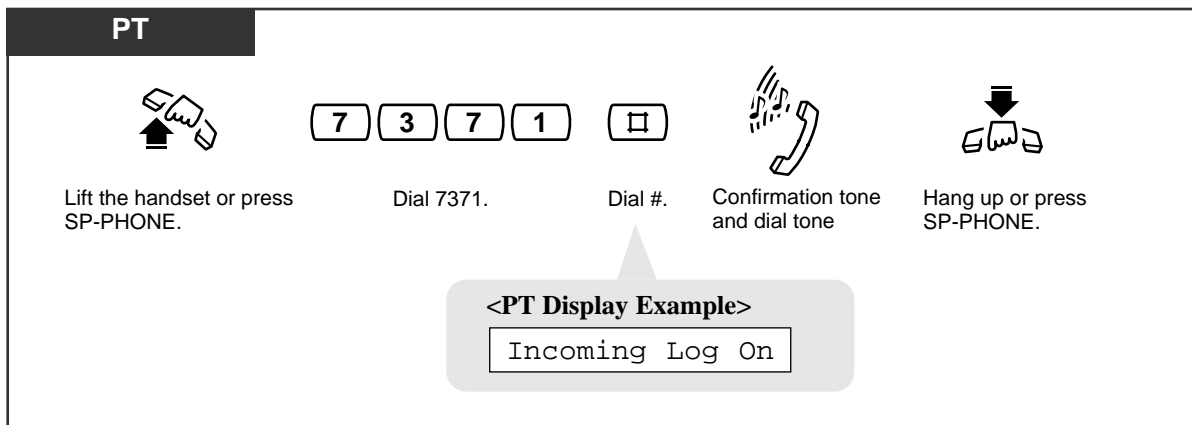 PT
7 3 7 1 #
Lift the handset or press
SP-PHONE.
Dial 7371.
Dial #.
Confirmation tone
and dial tone
Hang up or press
SP-PHONE.
<PT Display Example>
Incoming Log On